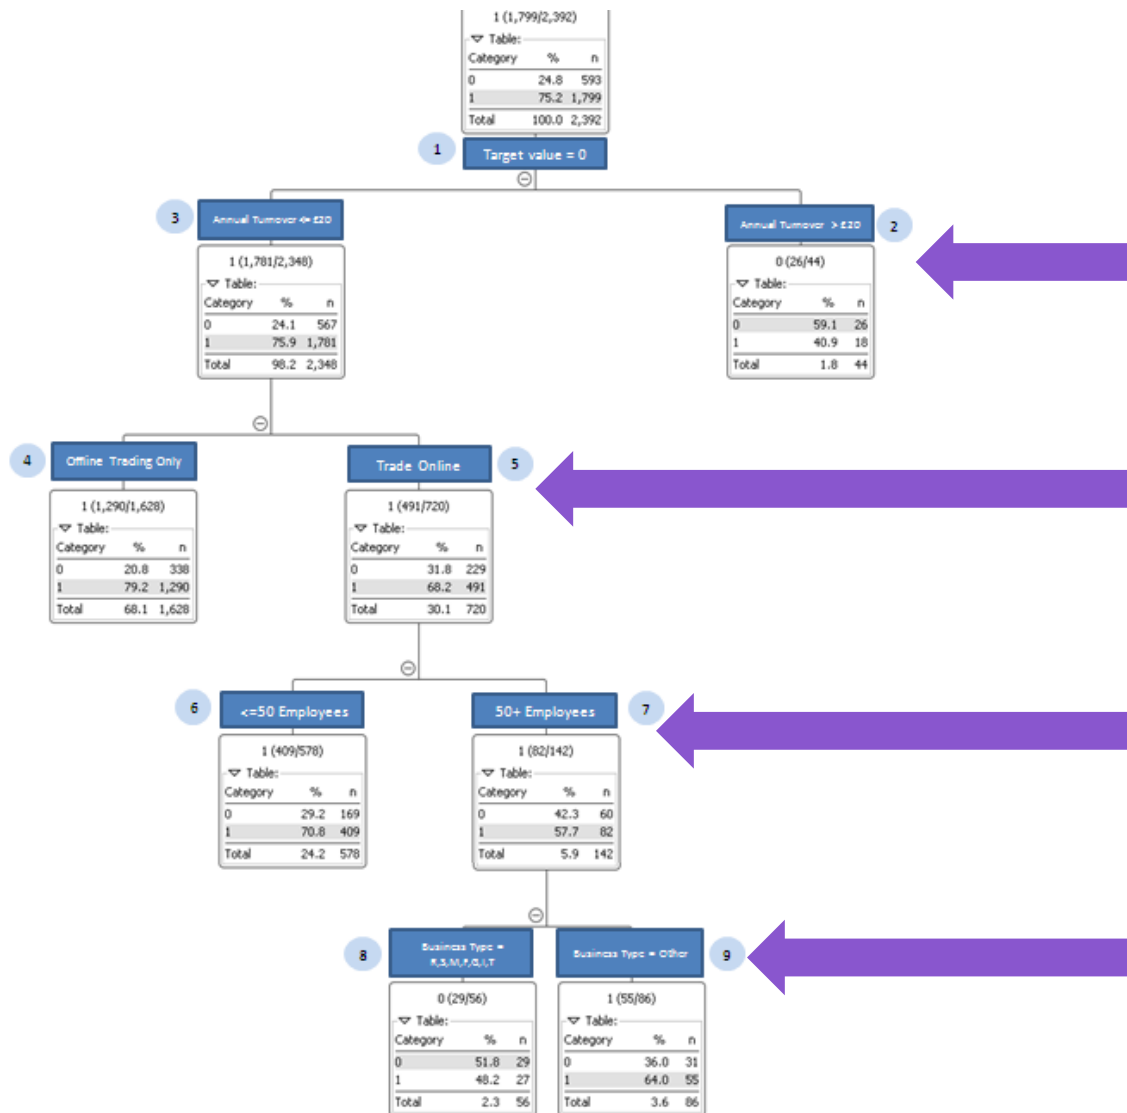 1 (1,799/2,392)
Table:
Category % n
0 24.8 593
1 75.2 1,799
Total 100.0 2,392
1
Target value = 0
3
Annual Turnover <= £20
Annual Turnover > £20
2
1 (1,781/2,348)
Table:
Category % n
0 24.1 567
1 75.9 1,781
Total 98.2 2,348
0 (26/44)
Table:
Category % n
0 59.1 26
1 40.9 18
Total 1.8 44
4
Offline Trading Only
Trade Online
5
1 (1,290/1,628)
Table:
Category % n
0 20.8 338
1 79.2 1,290
Total 68.1 1,628
1 (491/720)
Table:
Category % n
0 31.8 229
1 68.2 491
Total 30.1 720
6
<=50 Employees
50+ Employees
7
1 (409/578)
Table:
Category % n
0 29.2 169
1 70.8 409
Total 24.2 578
1 (82/142)
Table:
Category % n
0 42.3 60
1 57.7 82
Total 5.9 142
8
Business Type =
R,S,M,F,G,I,T
Business Type = Other
9
0 (29/56)
Table:
Category % n
0 51.8 29
1 48.2 27
Total 2.3 56
1 (55/86)
Table:
Category % n
0 36.0 31
1 64.0 55
Total 3.6 86